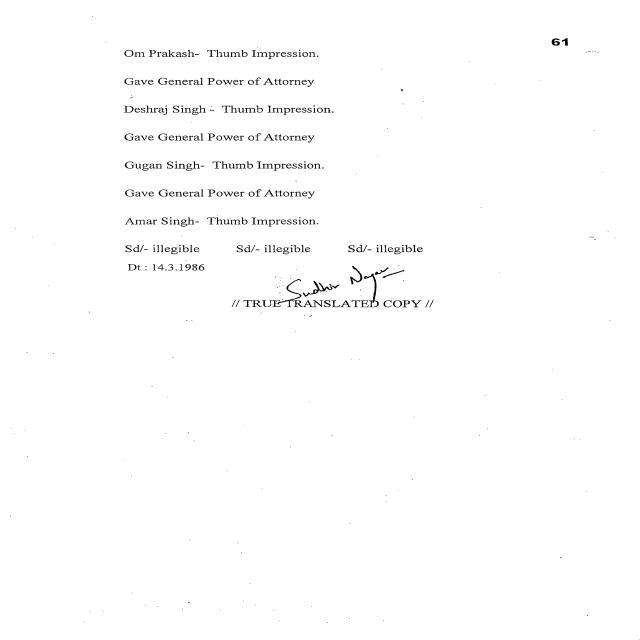 61
Om Prakash- Thumb Impression.
Gave General Power of Attorney
Deshraj Singh - Thumb Impression.
Gave General Power of Attorney
Gugan Singh- Thumb Impression.
Gave General Power of Attorney
Amar Singh- Thumb Impression.
Sd/- illegible Sd/- illegible Sd/- illegible
Dt : 14.3.1986
Sudhir Nagar
// TRUE TRANSLATED COPY //